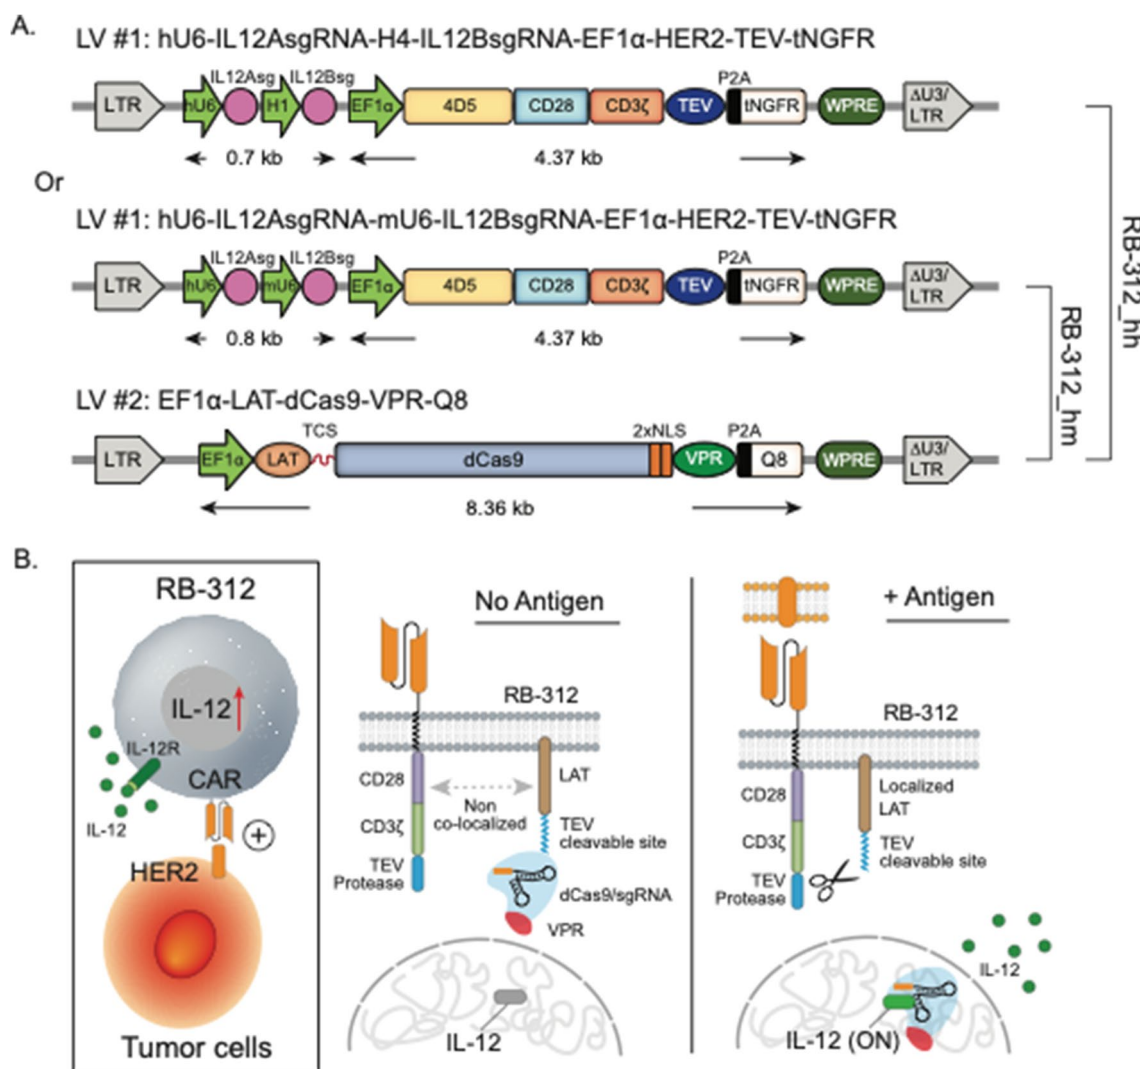 A.
LV #1: hU6-IL12AsgRNA-H4-IL12BsgRNA-EF1α-HER2-TEV-tNGFR
IL12Asg IL12Bsg P2A
LTR hU6 H1 EF1α 4D5 CD28 CD3ζ TEV tNGFR WPRE ΔU3/
LTR
0.7 kb 4.37 kb
Or
LV #1: hU6-IL12AsgRNA-mU6-IL12BsgRNA-EF1α-HER2-TEV-tNGFR
IL12Asg IL12Bsg P2A
LTR hU6 mU6 EF1α 4D5 CD28 CD3ζ TEV tNGFR WPRE ΔU3/
LTR
0.8 kb 4.37 kb
LV #2: EF1α-LAT-dCas9-VPR-Q8
TCS 2xNLS P2A
LTR EF1α LAT dCas9 VPR Q8 WPRE ΔU3/
LTR
8.36 kb
RB-312_hm
RB-312_hh
B.
RB-312
IL-12
IL-12R
CAR
IL-12
+
HER2
Tumor cells
No Antigen
RB-312
CD28
LAT
Non
co-localized
CD3ζ
TEV
cleavable site
TEV
Protease
dCas9/sgRNA
VPR
IL-12
+ Antigen
RB-312
CD28
Localized
LAT
CD3ζ
TEV
cleavable site
TEV
Protease
IL-12
IL-12 (ON)